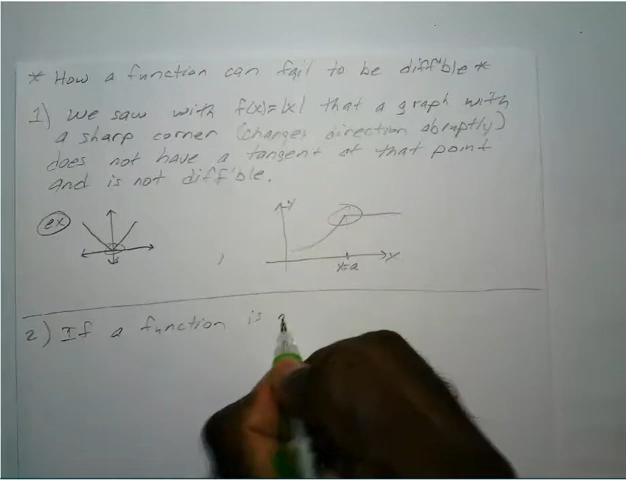 * How a function can fail to be diff'ble *
1) We saw with f(x)=|x| that a graph with
a sharp corner (changes direction abruptly)
does not have a tangent at that point
and is not diff'ble.
ex , y x
x=a
2) If a function is